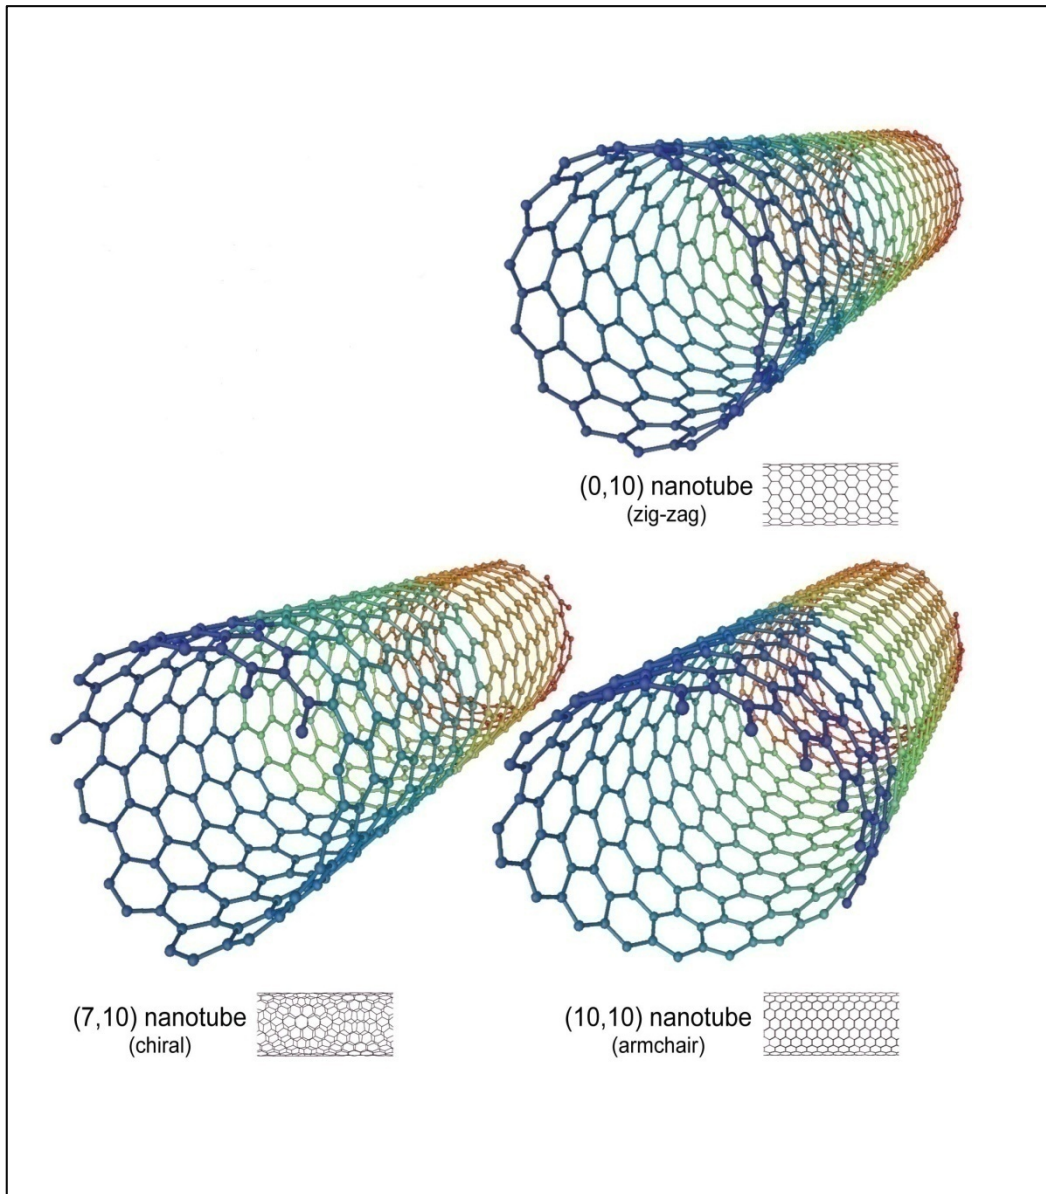 (0,10) nanotube
(zig-zag)
(7,10) nanotube
(chiral)
(10,10) nanotube
(armchair)